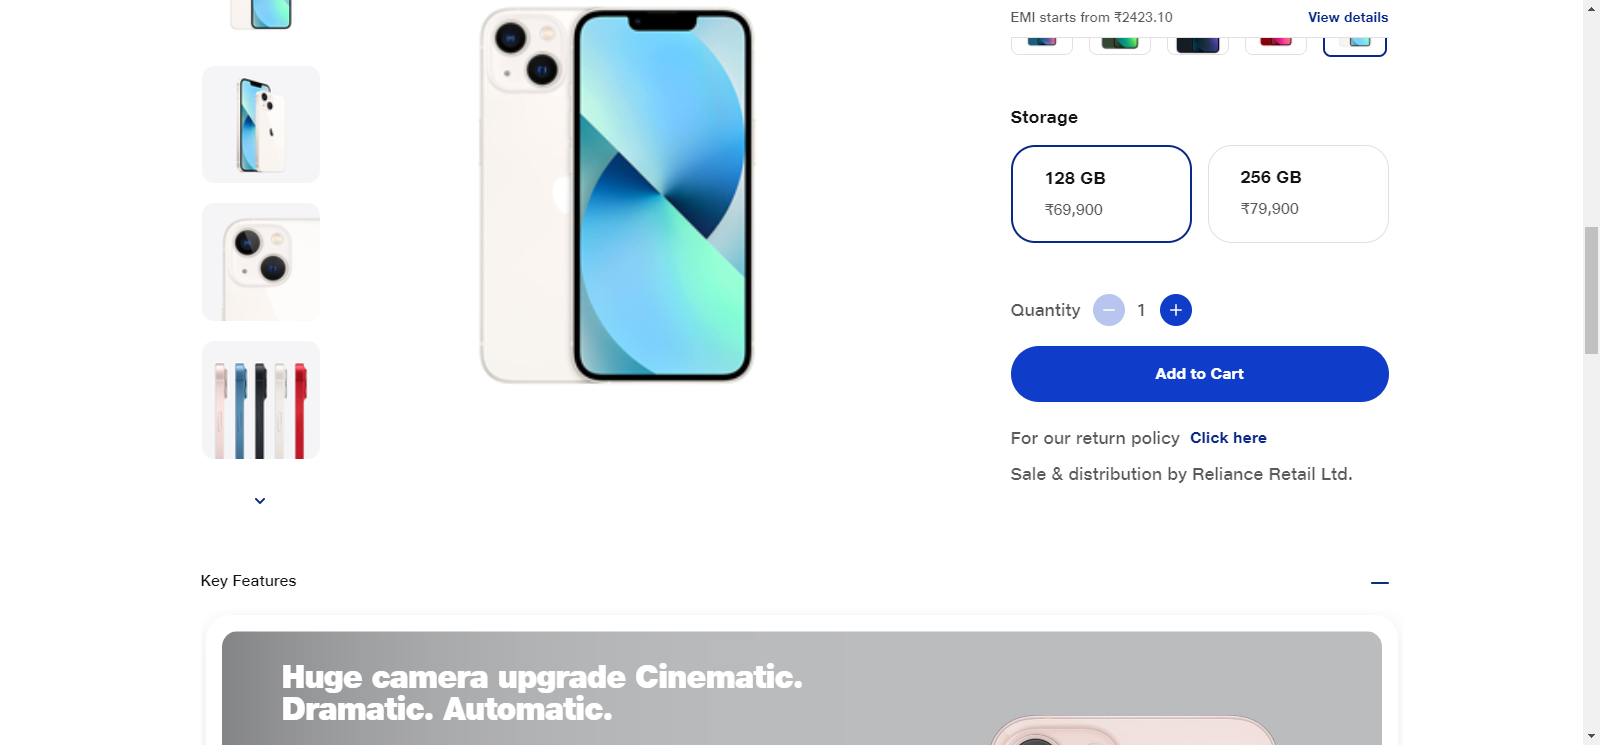 EMI starts from ₹2423.10
View details
Storage
128 GB
₹69,900
256 GB
₹79,900
Quantity
1
Add to Cart
For our return policy Click here
Sale & distribution by Reliance Retail Ltd.
Key Features
Huge camera upgrade Cinematic.
Dramatic. Automatic.